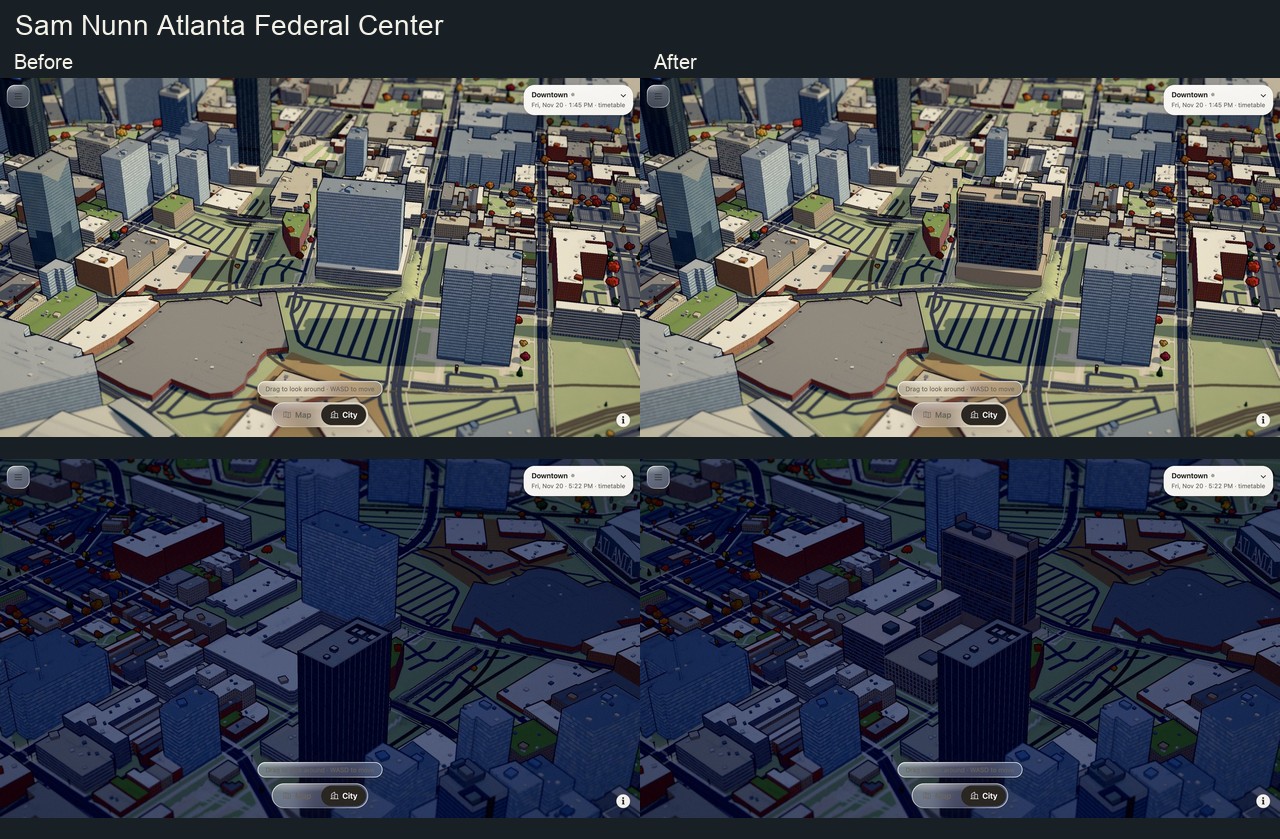 Sam Nunn Atlanta Federal Center
Before
After
Downtown
Fri, Nov 20 · 1:45 PM · timetable
Drag to look around · WASD to move
Map
City
Downtown
Fri, Nov 20 · 1:45 PM · timetable
Drag to look around · WASD to move
Map
City
Downtown
Fri, Nov 20 · 5:22 PM · timetable
City
Downtown
Fri, Nov 20 · 5:22 PM · timetable
ATLANTA
City